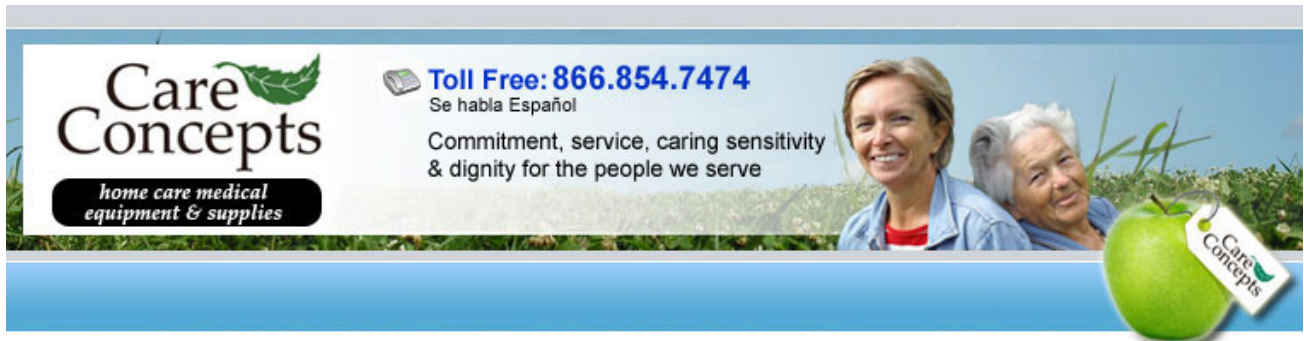 Care
Concepts
home care medical
equipment & supplies
Toll Free: 866.854.7474
Se habla Español
Commitment, service, caring sensitivity
& dignity for the people we serve
Care
Concepts